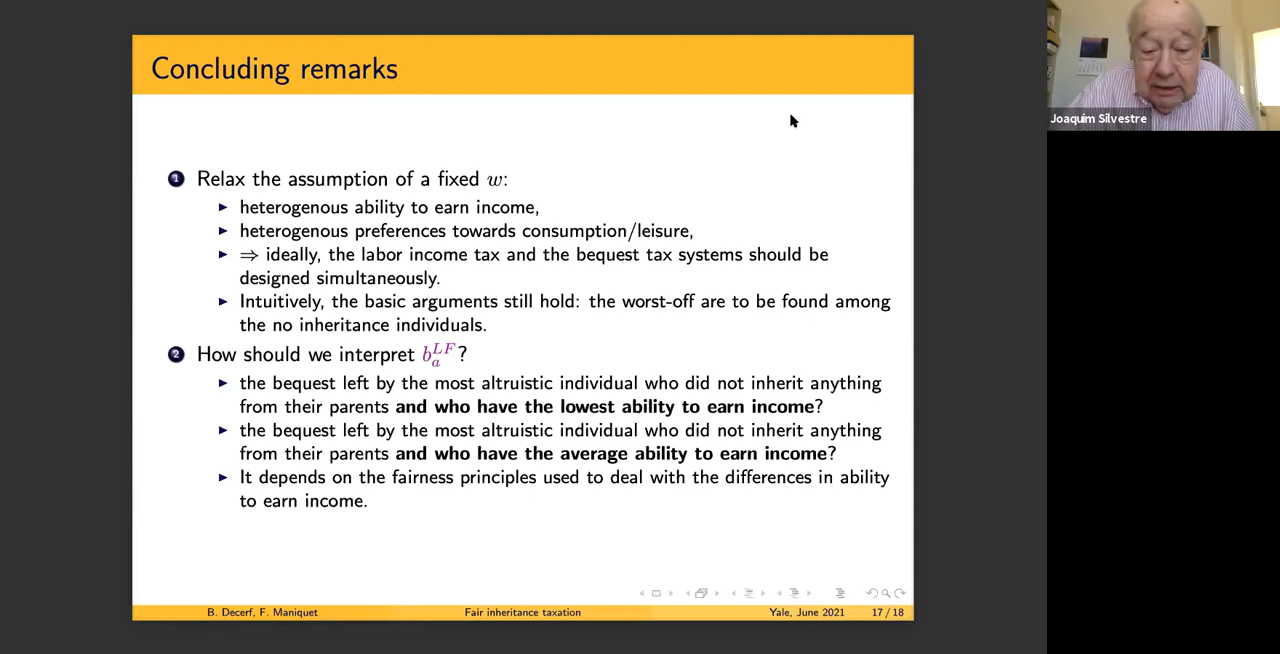 Concluding remarks
Joaquim Silvestre
1 Relax the assumption of a fixed w:
▶ heterogenous ability to earn income,
▶ heterogenous preferences towards consumption/leisure,
▶ ⇒ ideally, the labor income tax and the bequest tax systems should be
designed simultaneously.
▶ Intuitively, the basic arguments still hold: the worst-off are to be found among
the no inheritance individuals.
2 How should we interpret b_a^{LF}?
▶ the bequest left by the most altruistic individual who did not inherit anything
from their parents and who have the lowest ability to earn income?
▶ the bequest left by the most altruistic individual who did not inherit anything
from their parents and who have the average ability to earn income?
▶ It depends on the fairness principles used to deal with the differences in ability
to earn income.
B. Decerf, F. Maniquet Fair inheritance taxation Yale, June 2021 17 / 18